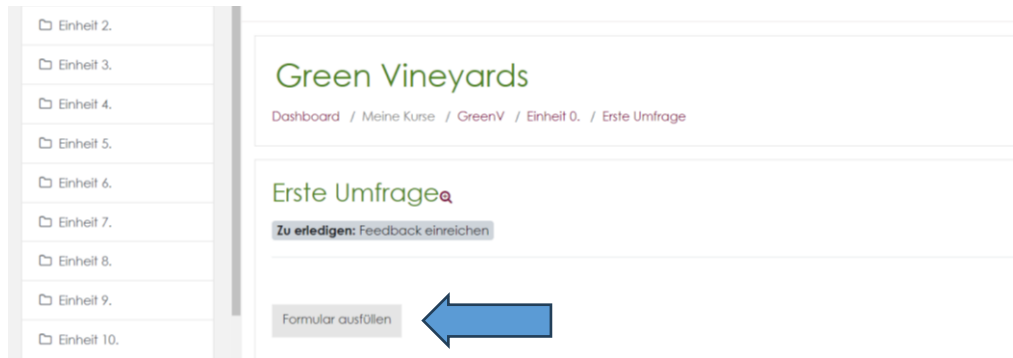 Einheit 2.
Einheit 3.
Einheit 4.
Einheit 5.
Einheit 6.
Einheit 7.
Einheit 8.
Einheit 9.
Einheit 10.
Green Vineyards
Dashboard / Meine Kurse / GreenV / Einheit 0. / Erste Umfrage
Erste Umfrage
Zu erledigen: Feedback einreichen
Formular ausfüllen